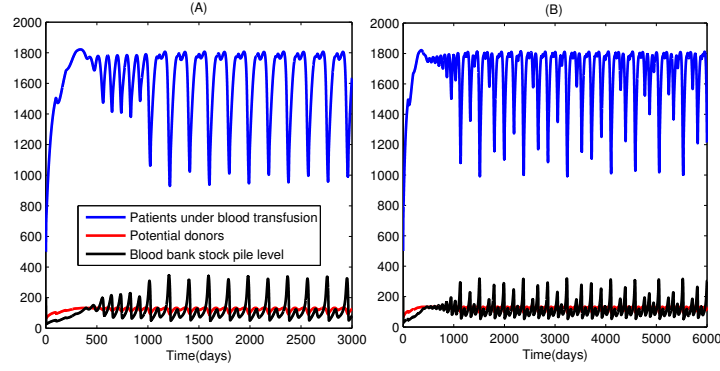 (A)
2000
1800
1600
1400
1200
1000
800
600
400
200
0
Patients under blood transfusion
Potential donors
Blood bank stock pile level
0 500 1000 1500 2000 2500 3000
Time(days)
(B)
2000
1800
1600
1400
1200
1000
800
600
400
200
0
0 1000 2000 3000 4000 5000 6000
Time(days)